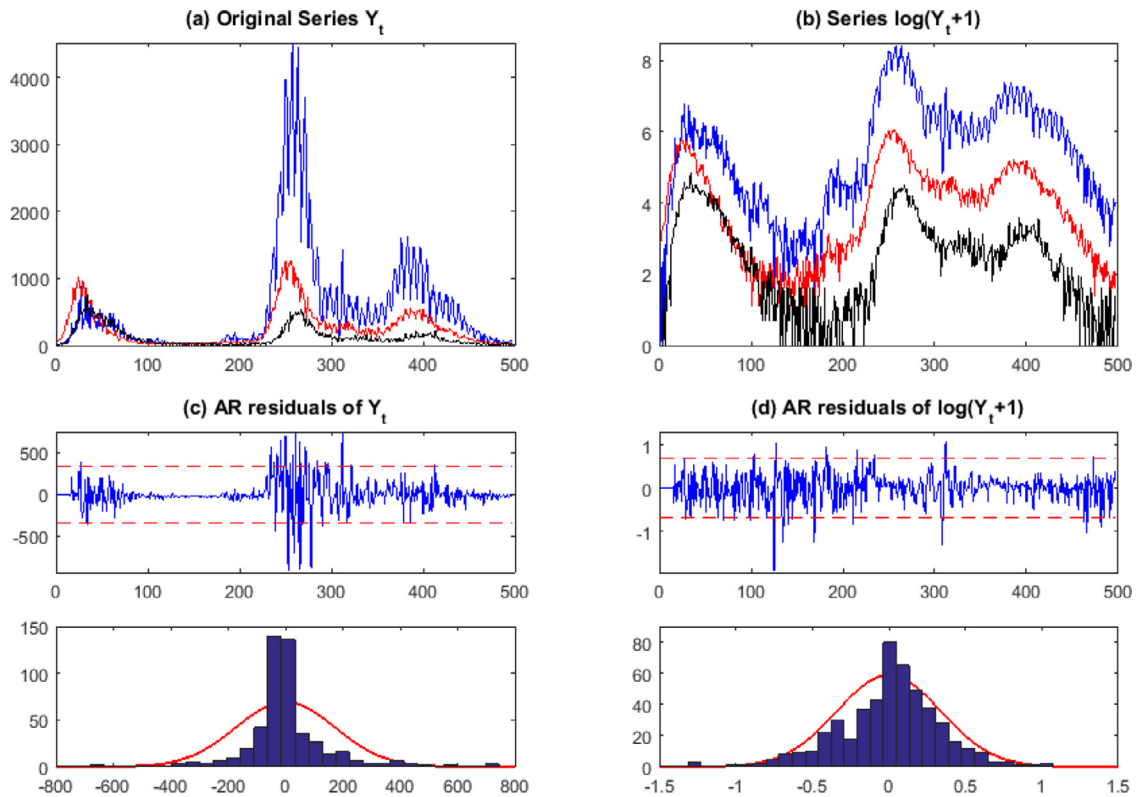 (a) Original Series Y_t
(b) Series log(Y_t+1)
4000
3000
2000
1000
0
0 100 200 300 400 500
8
6
4
2
0
0 100 200 300 400 500
(c) AR residuals of Y_t
(d) AR residuals of log(Y_t+1)
500
0
-500
0 100 200 300 400 500
1
0
-1
0 100 200 300 400 500
150
100
50
0
-800 -600 -400 -200 0 200 400 600 800
80
60
40
20
0
-1.5 -1 -0.5 0 0.5 1 1.5